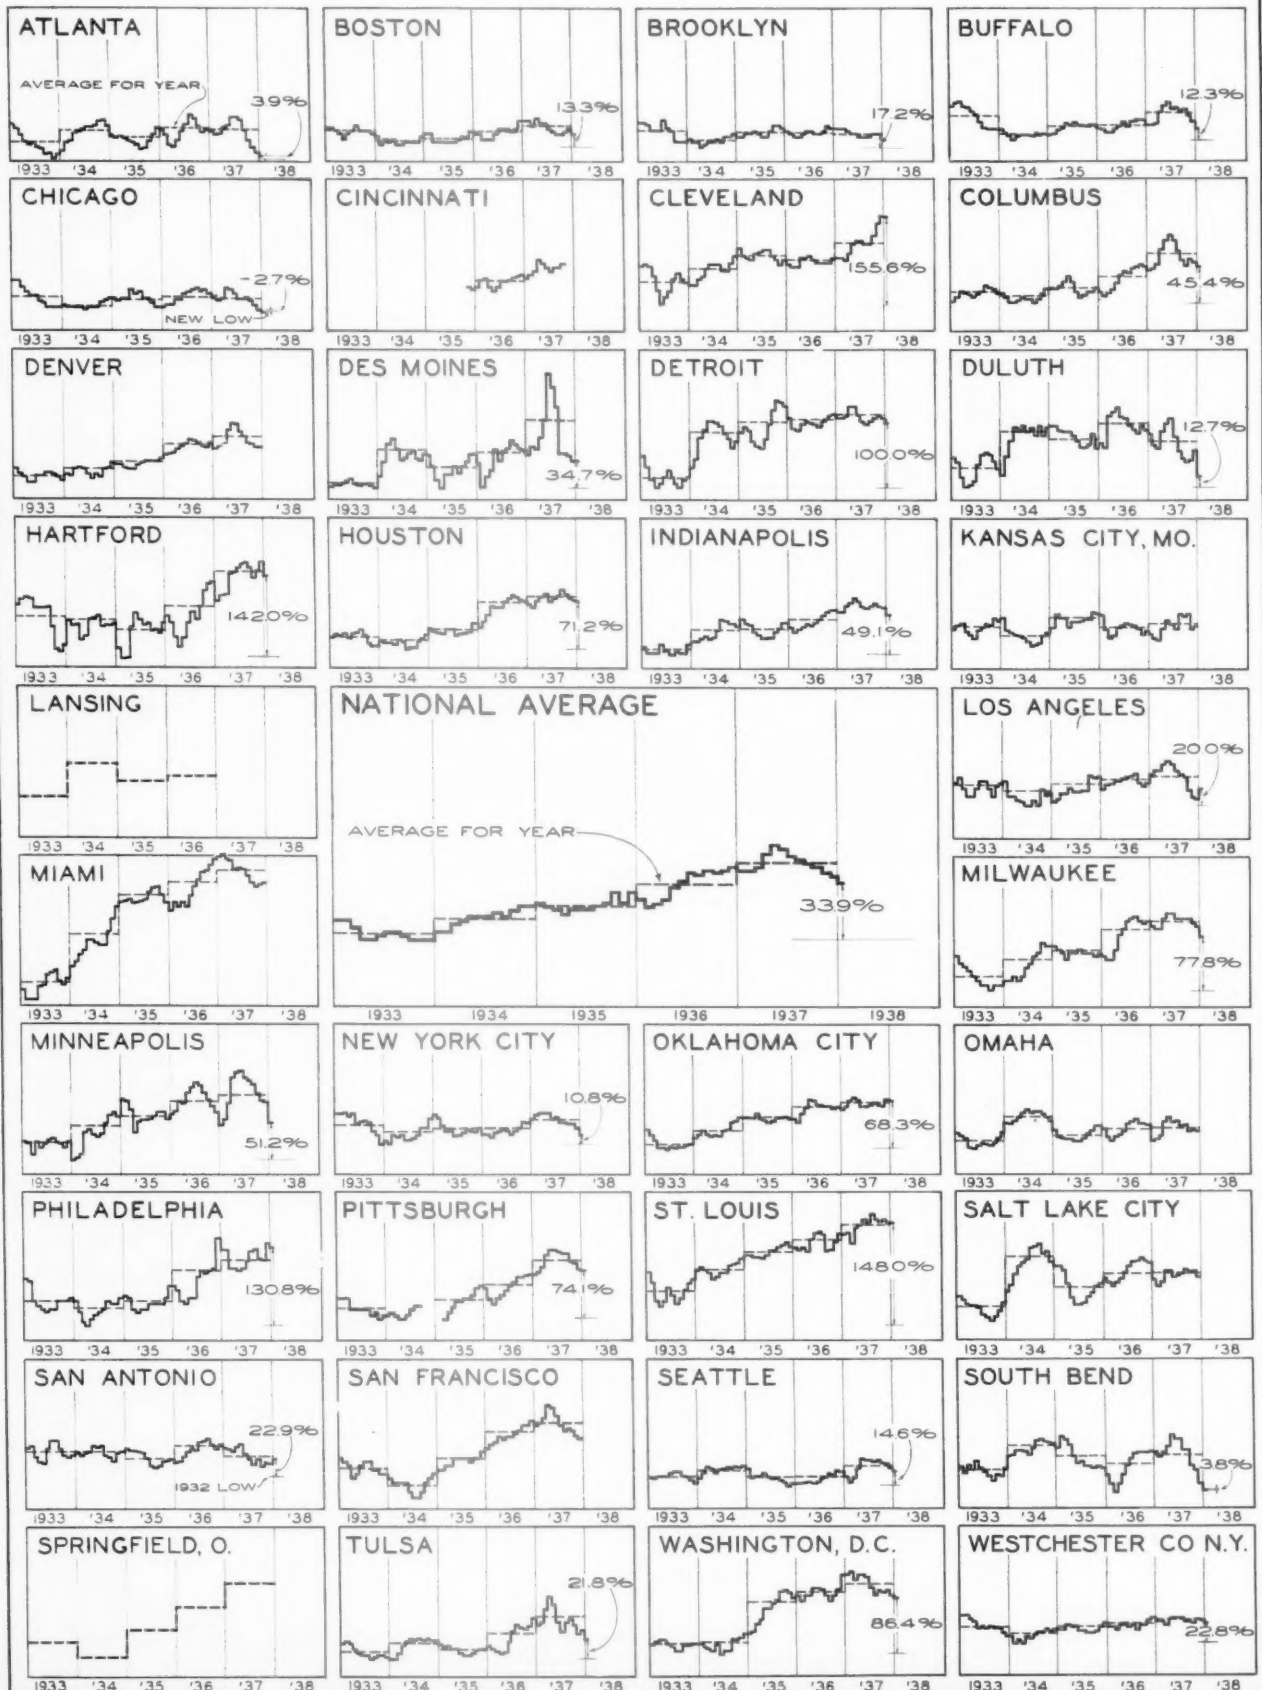 ATLANTA
AVERAGE FOR YEAR
3.9%
1933 '34 '35 '36 '37 '38
BOSTON
13.3%
1933 '34 '35 '36 '37 '38
BROOKLYN
17.2%
1933 '34 '35 '36 '37 '38
BUFFALO
12.3%
1933 '34 '35 '36 '37 '38
CHICAGO
-2.7%
NEW LOW
1933 '34 '35 '36 '37 '38
CINCINNATI
1933 '34 '35 '36 '37 '38
CLEVELAND
155.6%
1933 '34 '35 '36 '37 '38
COLUMBUS
45.4%
1933 '34 '35 '36 '37 '38
DENVER
1933 '34 '35 '36 '37 '38
DES MOINES
34.7%
1933 '34 '35 '36 '37 '38
DETROIT
100.0%
1933 '34 '35 '36 '37 '38
DULUTH
12.7%
1933 '34 '35 '36 '37 '38
HARTFORD
142.0%
1933 '34 '35 '36 '37 '38
HOUSTON
71.2%
1933 '34 '35 '36 '37 '38
INDIANAPOLIS
49.1%
1933 '34 '35 '36 '37 '38
KANSAS CITY, MO.
1933 '34 '35 '36 '37 '38
LANSING
1933 '34 '35 '36 '37 '38
NATIONAL AVERAGE
AVERAGE FOR YEAR
33.9%
1933 1934 1935 1936 1937 1938
LOS ANGELES
20.0%
1933 '34 '35 '36 '37 '38
MIAMI
1933 '34 '35 '36 '37 '38
MILWAUKEE
77.8%
1933 '34 '35 '36 '37 '38
MINNEAPOLIS
51.2%
1933 '34 '35 '36 '37 '38
NEW YORK CITY
10.8%
1933 '34 '35 '36 '37 '38
OKLAHOMA CITY
68.3%
1933 '34 '35 '36 '37 '38
OMAHA
1933 '34 '35 '36 '37 '38
PHILADELPHIA
130.8%
1933 '34 '35 '36 '37 '38
PITTSBURGH
74.1%
1933 '34 '35 '36 '37 '38
ST. LOUIS
148.0%
1933 '34 '35 '36 '37 '38
SALT LAKE CITY
1933 '34 '35 '36 '37 '38
SAN ANTONIO
22.9%
1932 LOW
1933 '34 '35 '36 '37 '38
SAN FRANCISCO
1933 '34 '35 '36 '37 '38
SEATTLE
14.6%
1933 '34 '35 '36 '37 '38
SOUTH BEND
3.8%
1933 '34 '35 '36 '37 '38
SPRINGFIELD, O.
1933 '34 '35 '36 '37 '38
TULSA
21.8%
1933 '34 '35 '36 '37 '38
WASHINGTON, D.C.
86.4%
1933 '34 '35 '36 '37 '38
WESTCHESTER CO N.Y.
22.8%
1933 '34 '35 '36 '37 '38